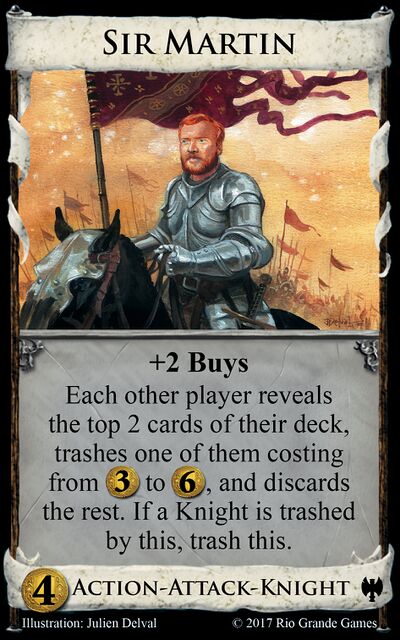 Sir Martin
+2 Buys
Each other player reveals
the top 2 cards of their deck,
trashes one of them costing
from 3 to 6, and discards
the rest. If a Knight is trashed
by this, trash this.
4 Action-Attack-Knight
Illustration: Julien Delval © 2017 Rio Grande Games